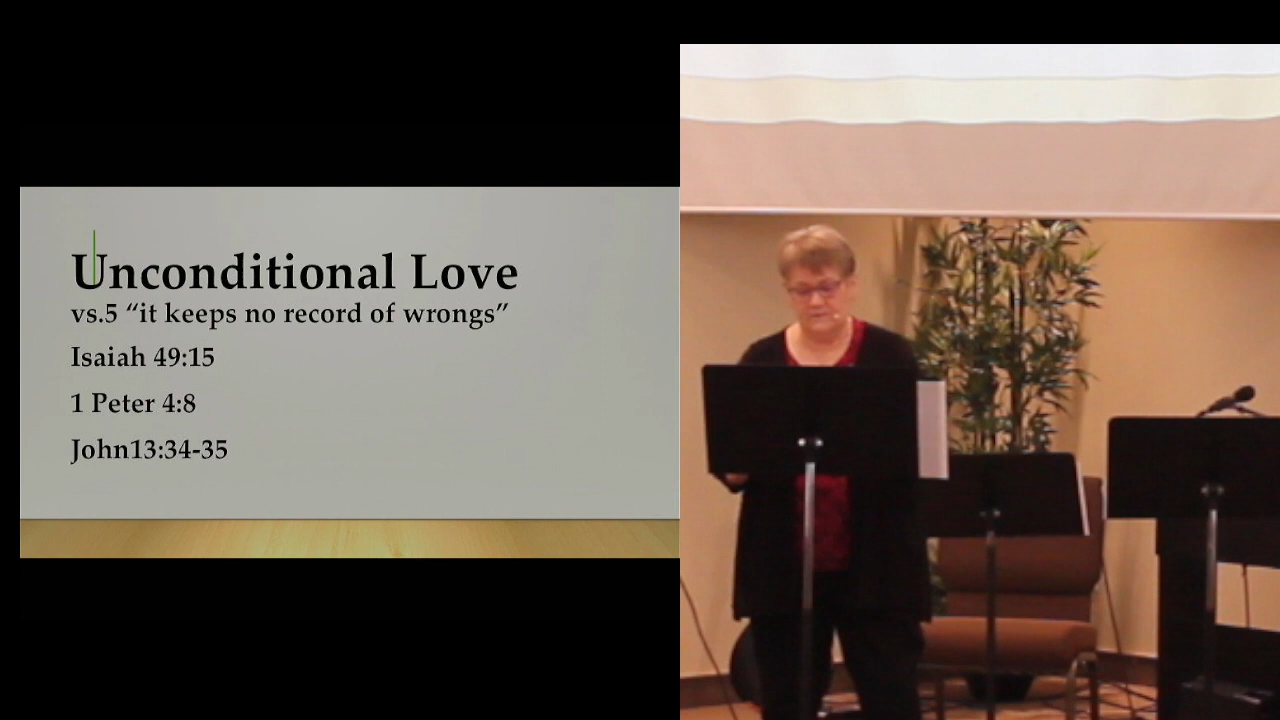 Unconditional Love
vs.5 “it keeps no record of wrongs”
Isaiah 49:15
1 Peter 4:8
John13:34-35